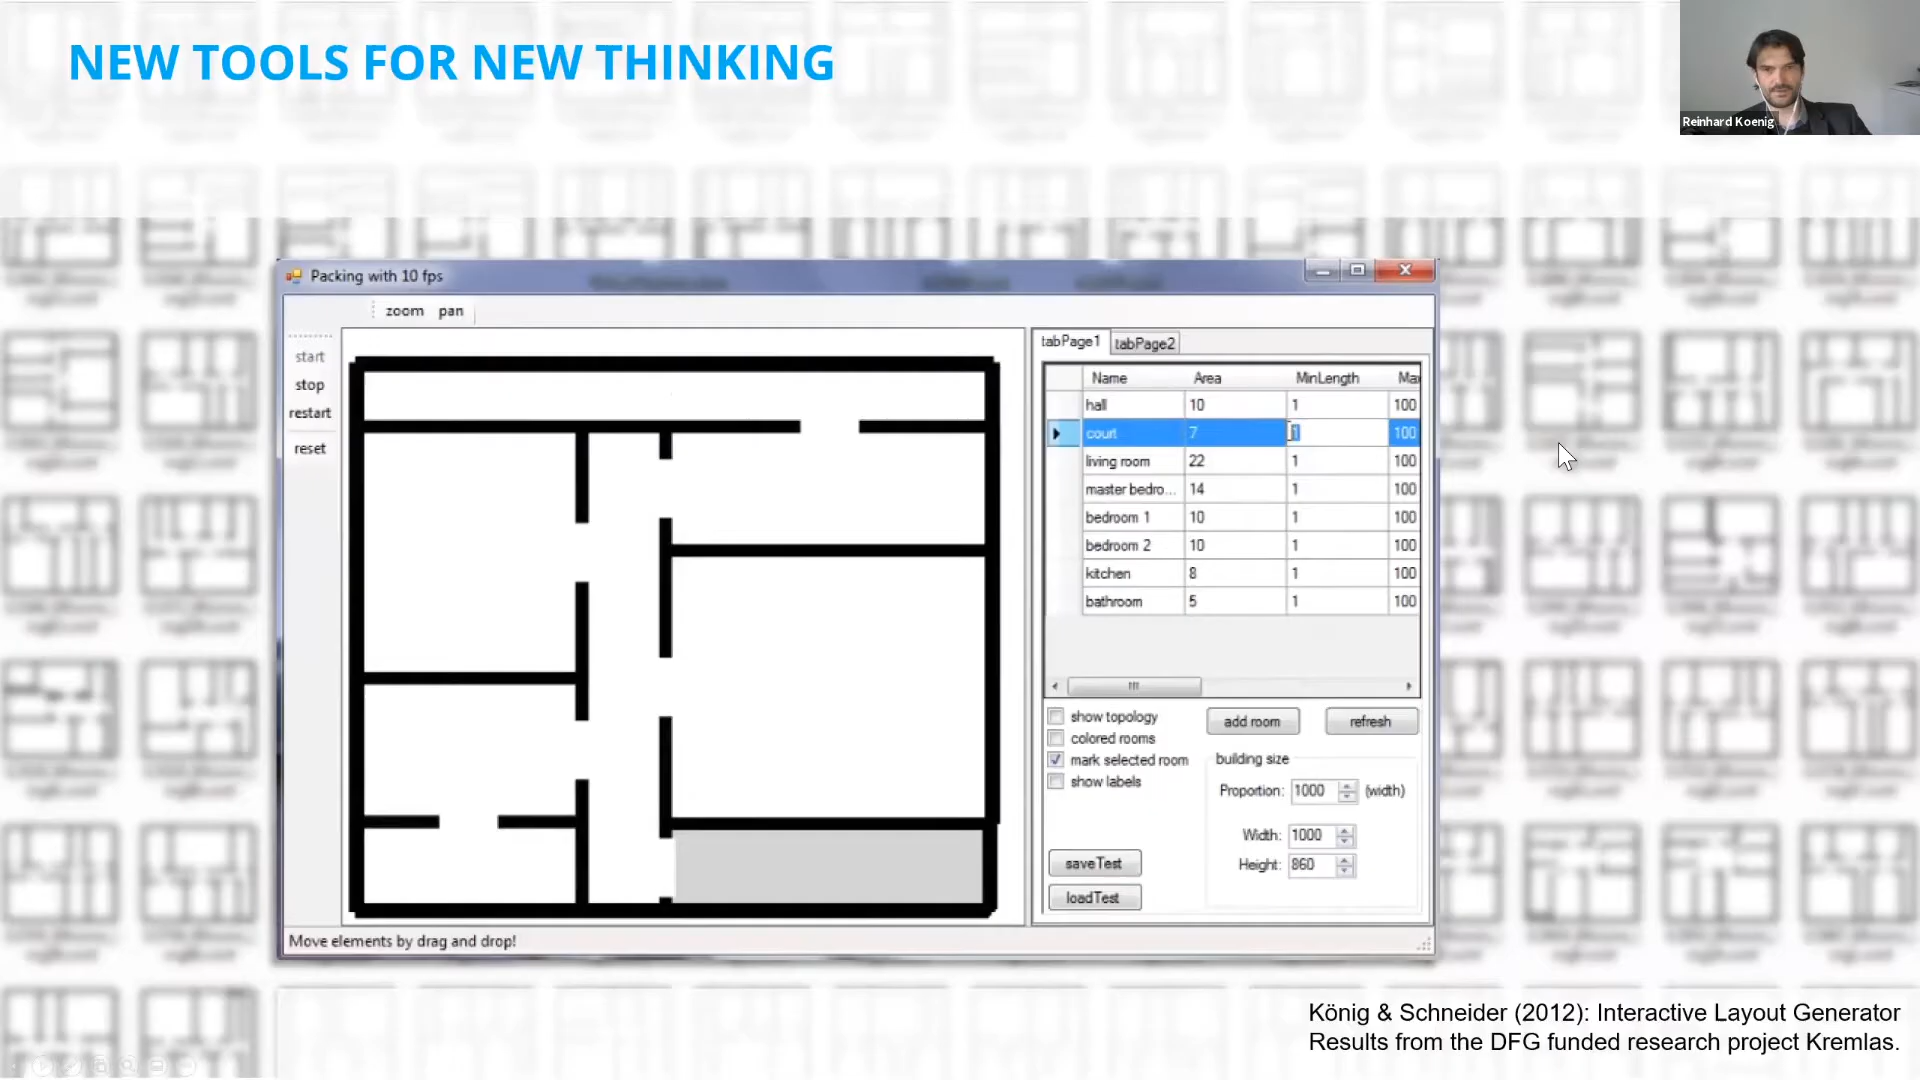 NEW TOOLS FOR NEW THINKING
Reinhard Koenig
Packing with 10 fps
zoom pan
start
stop
restart
reset
tabPage1 tabPage2
Name Area MinLength Max
hall 10 1 100
court 7 1 100
living room 22 1 100
master bedro... 14 1 100
bedroom 1 10 1 100
bedroom 2 10 1 100
kitchen 8 1 100
bathroom 5 1 100
show topology
colored rooms
mark selected room
show labels
add room refresh
building size
Proportion: 1000 (width)
Width: 1000
Height: 860
saveTest
loadTest
Move elements by drag and drop!
König & Schneider (2012): Interactive Layout Generator
Results from the DFG funded research project Kremlas.